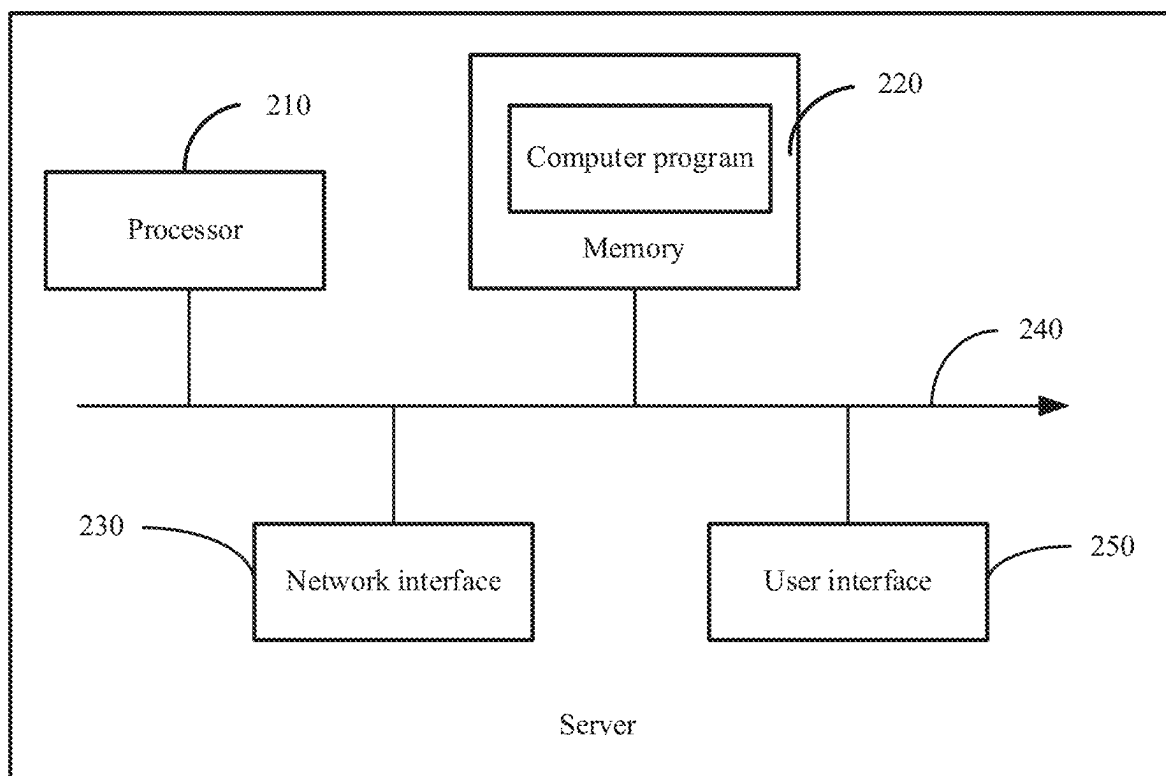 210
220
Computer program
Processor
Memory
240
230
250
Network interface
User interface
Server